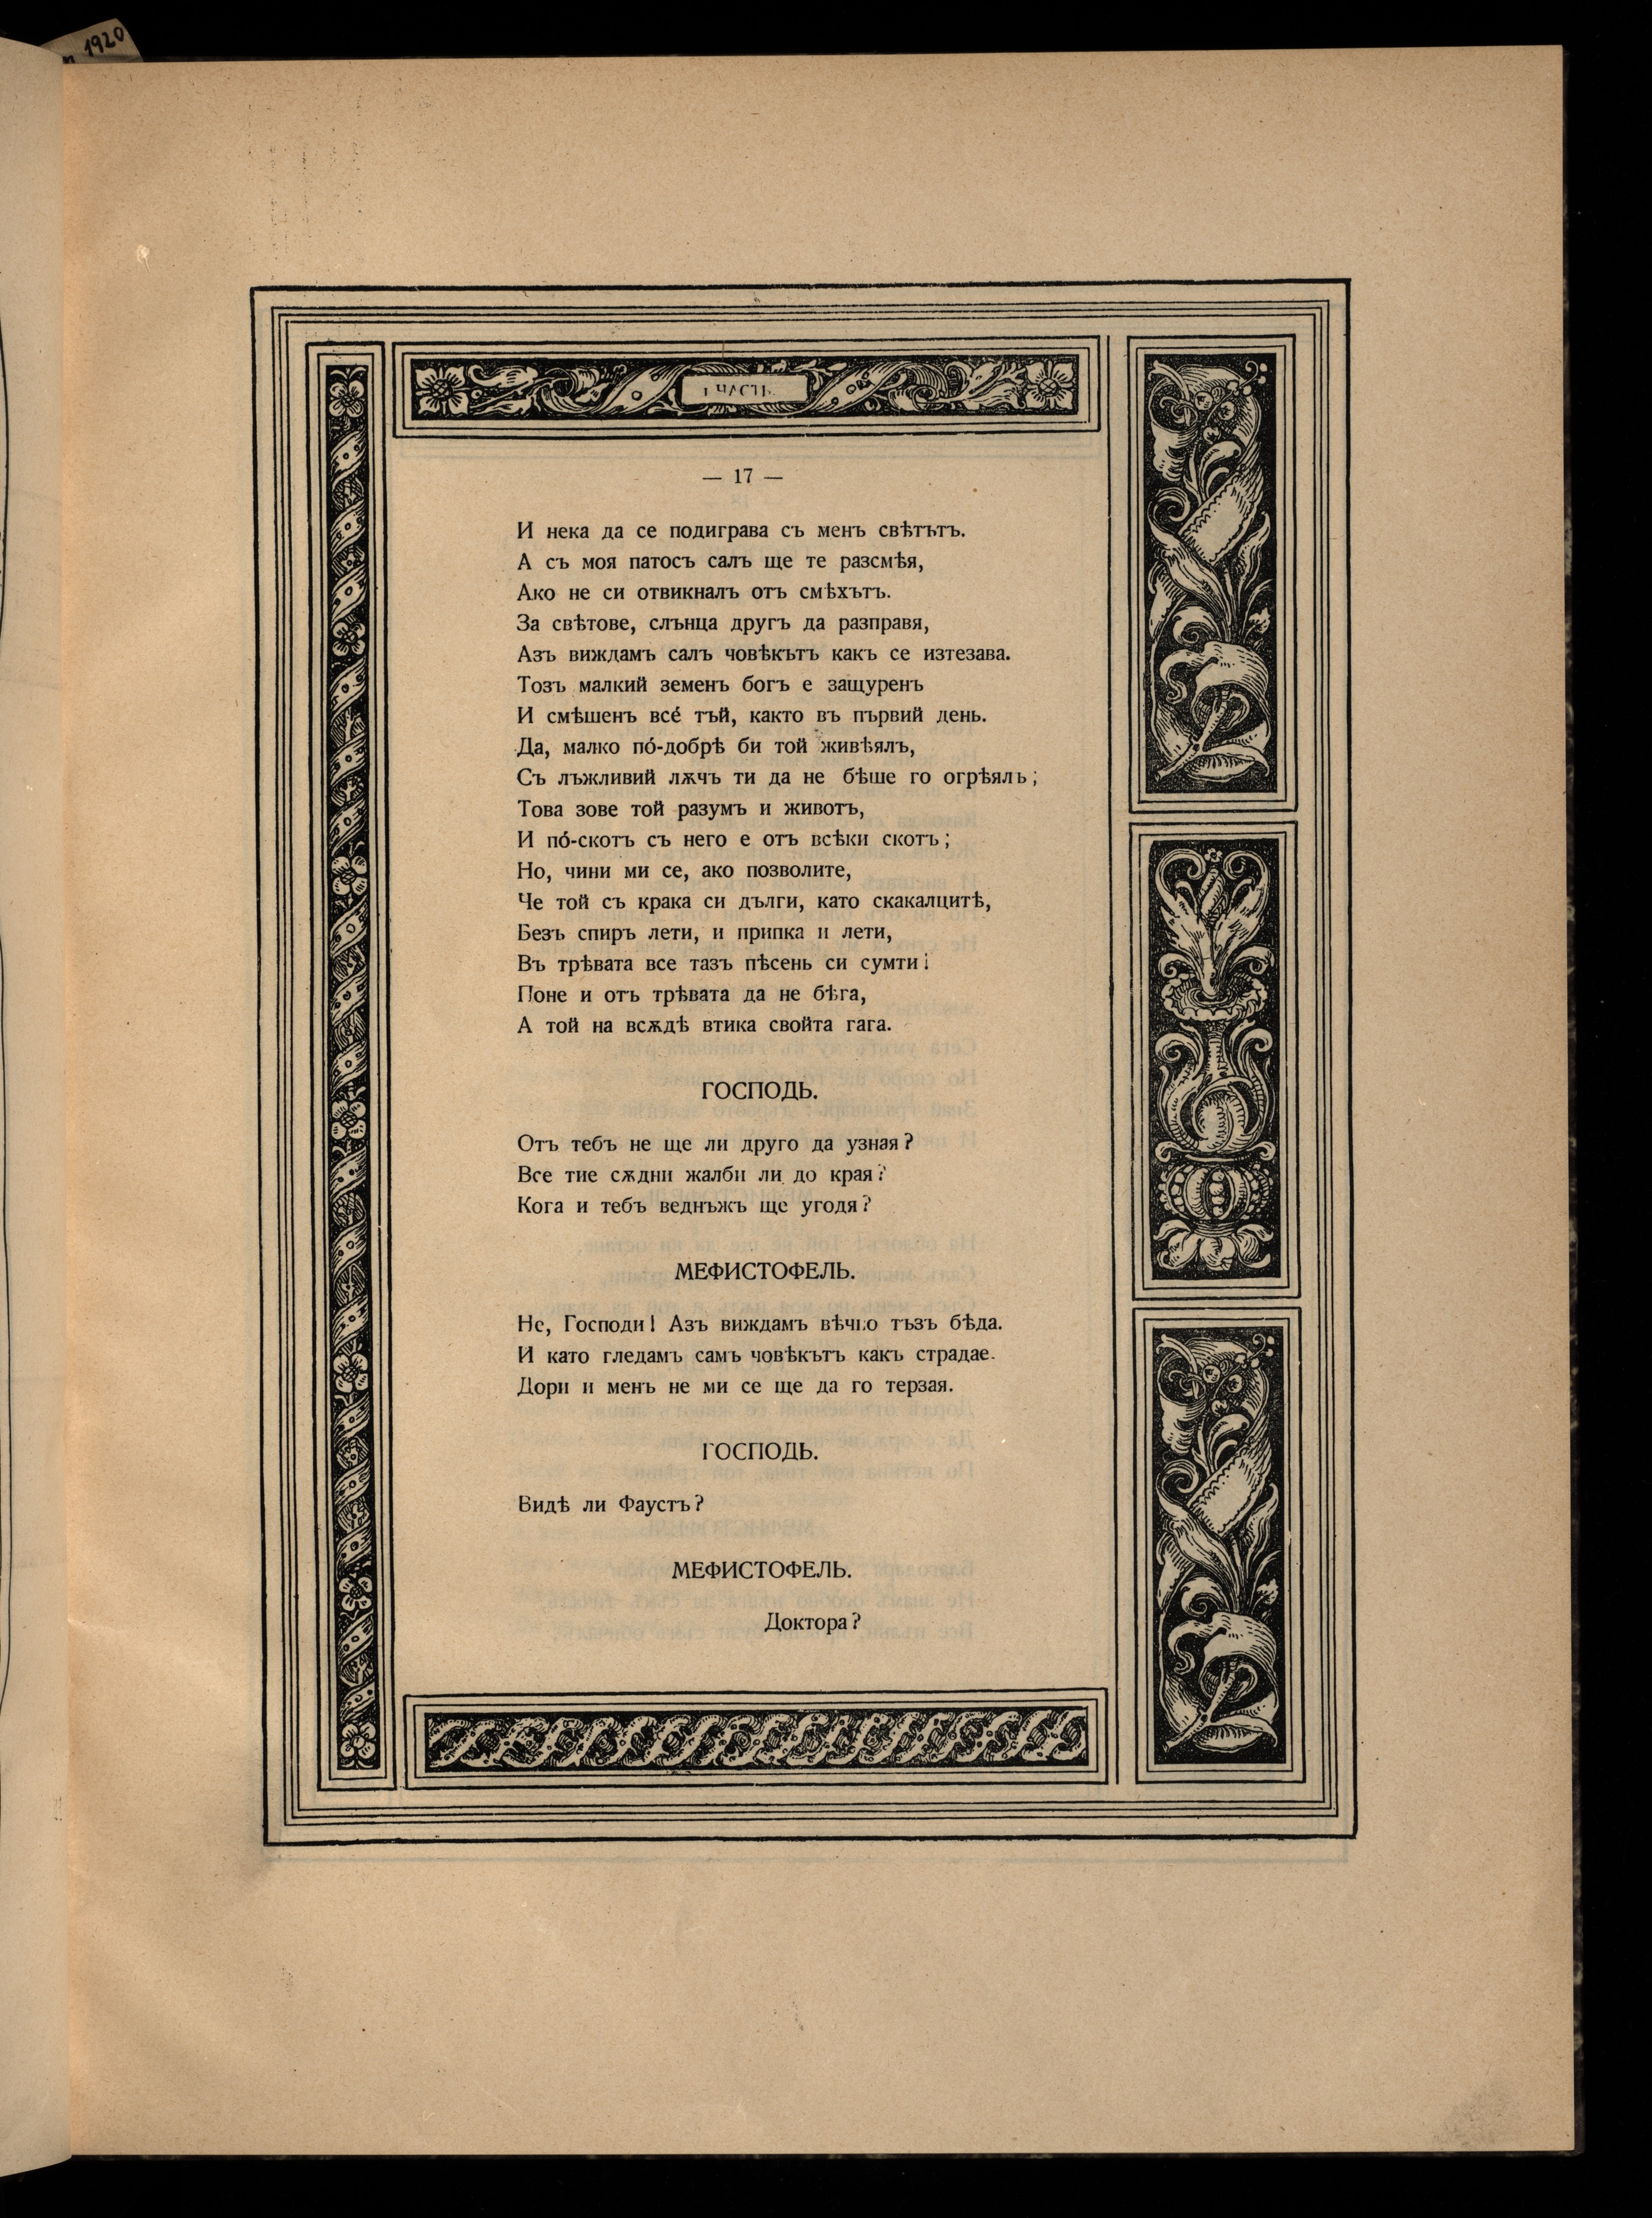 1920
I ЧАСТЬ.
— 17 —
И нека да се подиграва съ менъ свѣтътъ.
А съ моя патосъ салъ ще те разсмѣя,
Ако не си отвикналъ отъ смѣхътъ.
За свѣтове, слънца другъ да разправя,
Азъ виждамъ салъ човѣкътъ какъ се изтезава.
Тозъ малкий земенъ богъ е защуренъ
И смѣшенъ все́ тъй, както въ първий день.
Да, малко по́-добрѣ би той живѣялъ,
Съ лъжливий лѫчъ ти да не бѣше го огрѣялъ;
Това зове той разумъ и животъ,
И по́-скотъ съ него е отъ всѣки скотъ;
Но, чини ми се, ако позволите,
Че той съ крака си дълги, като скакалцитѣ,
Безъ спиръ лети, и припка и лети,
Въ трѣвата все тазъ пѣсень си сумти!
Поне и отъ трѣвата да не бѣга,
А той на всѫдѣ втика свойта гага.
ГОСПОДЬ.
Отъ тебъ не ще ли друго да узная?
Все тие сѫдни жалби ли до края?
Кога и тебъ веднъжъ ще угодя?
МЕФИСТОФЕЛЬ.
Не, Господи! Азъ виждамъ вѣчно тъзъ бѣда.
И като гледамъ самъ човѣкътъ какъ страдае.
Дори и менъ не ми се ще да го терзая.
ГОСПОДЬ.
Видѣ ли Фаустъ?
МЕФИСТОФЕЛЬ.
Доктора?